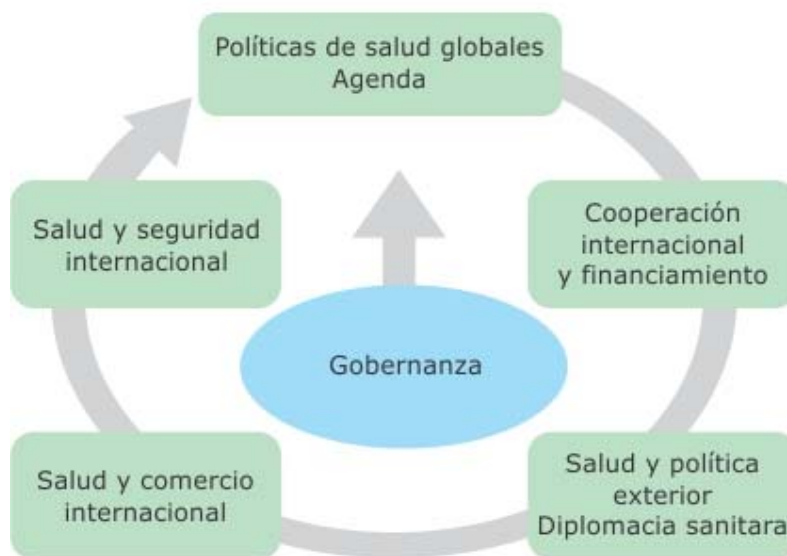 Políticas de salud globales
Agenda
Salud y seguridad
internacional
Cooperación
internacional
y financiamiento
Gobernanza
Salud y comercio
internacional
Salud y política
exterior
Diplomacia sanitara